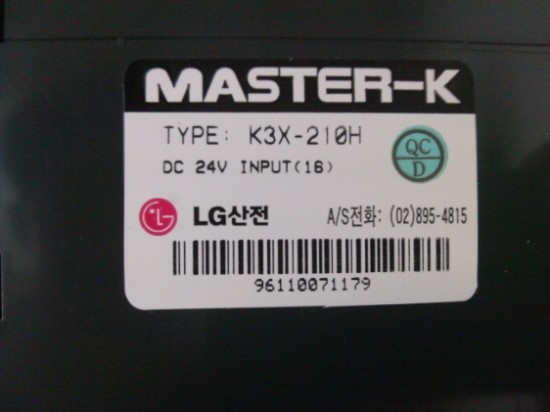 MASTER-K
TYPE: K3X-210H
QC
D
DC 24V INPUT(16)
LG산전 A/S전화: (02)895-4815
96110071179